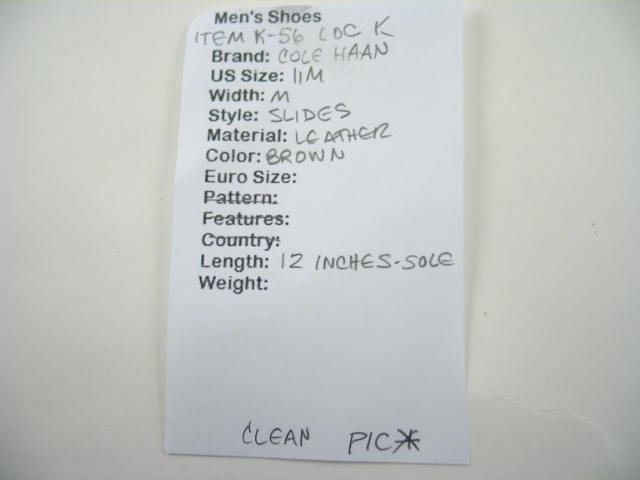 Men's Shoes
ITEM K-56 LOC K
Brand: COLE HAAN
US Size: 11M
Width: M
Style: SLIDES
Material: LEATHER
Color: BROWN
Euro Size:
Pattern:
Features:
Country:
Length: 12 INCHES-SOLE
Weight:
CLEAN PIC*